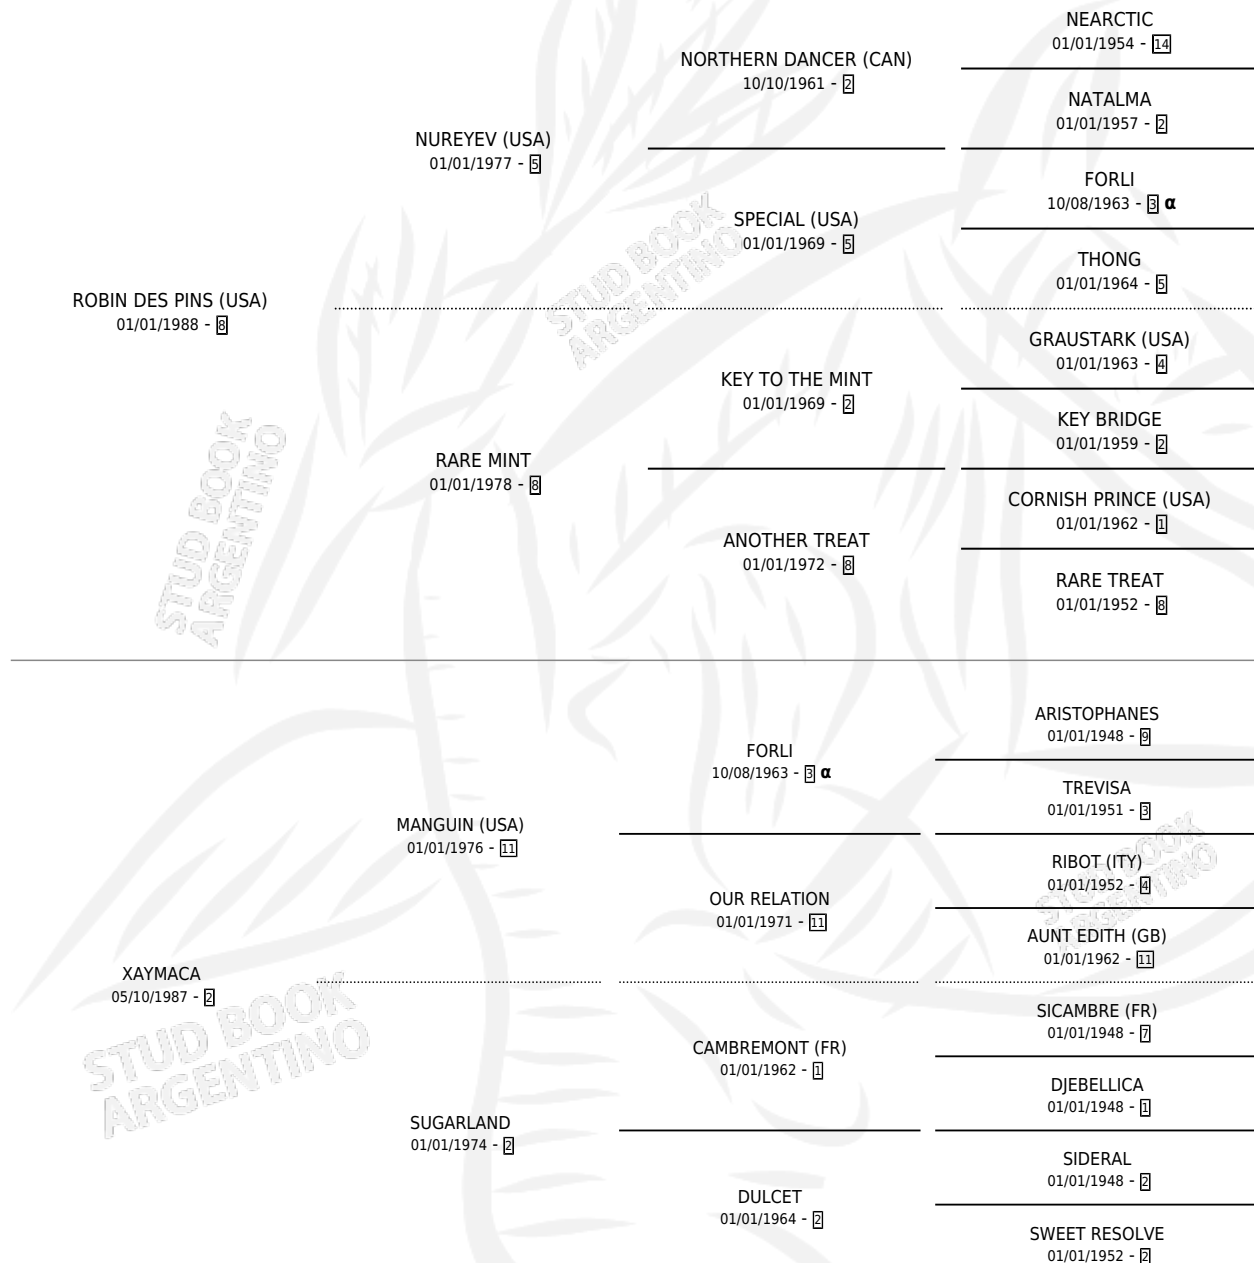 NEARCTIC
01/01/1954 - 14
NORTHERN DANCER (CAN)
10/10/1961 - 2
NATALMA
01/01/1957 - 2
NUREYEV (USA)
01/01/1977 - 5
FORLI
10/08/1963 - 3 α
SPECIAL (USA)
01/01/1969 - 5
THONG
01/01/1964 - 5
ROBIN DES PINS (USA)
01/01/1988 - 8
GRAUSTARK (USA)
01/01/1963 - 4
KEY TO THE MINT
01/01/1969 - 2
KEY BRIDGE
01/01/1959 - 2
RARE MINT
01/01/1978 - 8
CORNISH PRINCE (USA)
01/01/1962 - 1
ANOTHER TREAT
01/01/1972 - 8
RARE TREAT
01/01/1952 - 8
ARISTOPHANES
01/01/1948 - 9
FORLI
10/08/1963 - 3 α
TREVISA
01/01/1951 - 3
MANGUIN (USA)
01/01/1976 - 11
RIBOT (ITY)
01/01/1952 - 4
OUR RELATION
01/01/1971 - 11
AUNT EDITH (GB)
01/01/1962 - 11
XAYMACA
05/10/1987 - 2
SICAMBRE (FR)
01/01/1948 - 7
CAMBREMONT (FR)
01/01/1962 - 1
DJEBELLICA
01/01/1948 - 1
SUGARLAND
01/01/1974 - 2
SIDERAL
01/01/1948 - 2
DULCET
01/01/1964 - 2
SWEET RESOLVE
01/01/1952 - 2
STUD BOOK
ARGENTINO
STUD BOOK
ARGENTINO
STUD BOOK
ARGENTINO
STUD BOOK
ARGENTINO